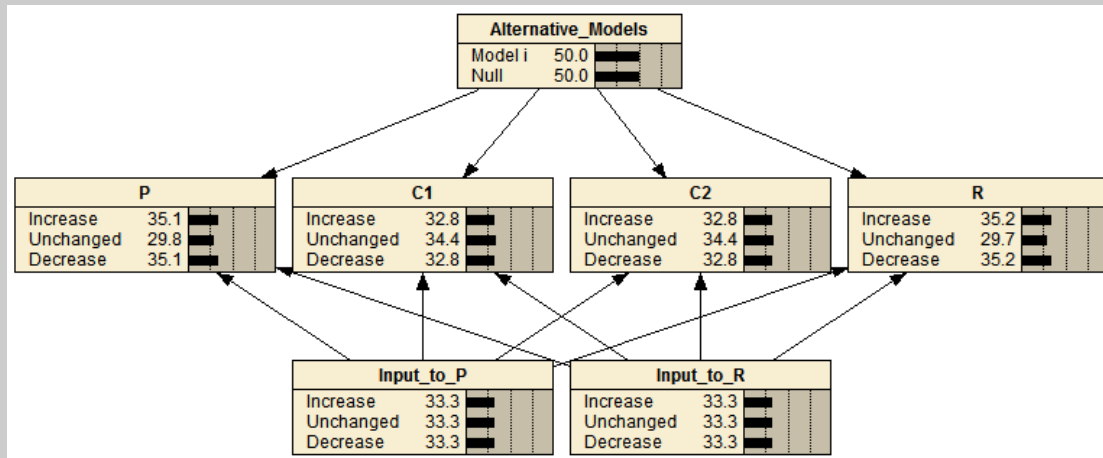 Alternative_Models
Model i 50.0
Null 50.0
P
Increase 35.1
Unchanged 29.8
Decrease 35.1
C1
Increase 32.8
Unchanged 34.4
Decrease 32.8
C2
Increase 32.8
Unchanged 34.4
Decrease 32.8
R
Increase 35.2
Unchanged 29.7
Decrease 35.2
Input_to_P
Increase 33.3
Unchanged 33.3
Decrease 33.3
Input_to_R
Increase 33.3
Unchanged 33.3
Decrease 33.3